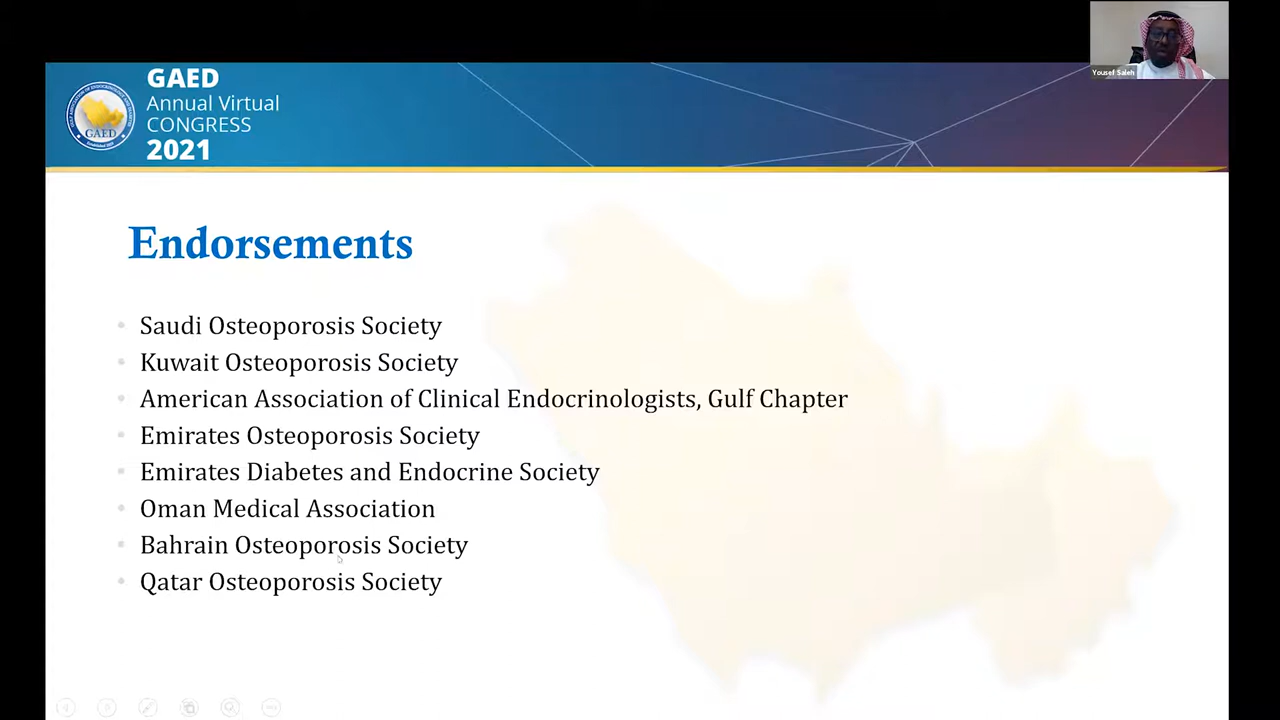 GAED
Annual Virtual
CONGRESS
2021
GAED
Yousef Saleh
Endorsements
Saudi Osteoporosis Society
Kuwait Osteoporosis Society
American Association of Clinical Endocrinologists, Gulf Chapter
Emirates Osteoporosis Society
Emirates Diabetes and Endocrine Society
Oman Medical Association
Bahrain Osteoporosis Society
Qatar Osteoporosis Society